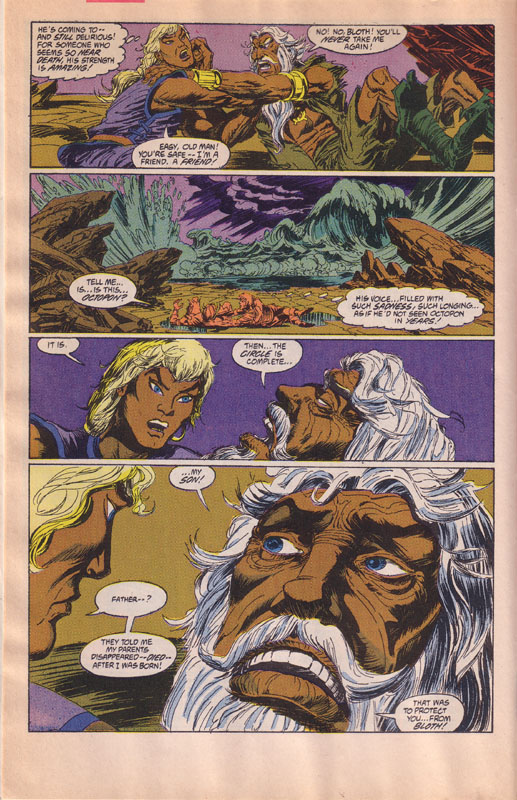 HE'S COMING TO--
AND STILL DELIRIOUS!
FOR SOMEONE WHO
SEEMS SO NEAR
DEATH, HIS STRENGTH
IS AMAZING!
NO! NO, BLOTH! YOU'LL
NEVER TAKE ME
AGAIN!
EASY, OLD MAN!
YOU'RE SAFE--I'M A
FRIEND. A FRIEND!
TELL ME...
IS...IS THIS...
OCTOPON?
HIS VOICE...FILLED WITH
SUCH SADNESS, SUCH LONGING...
AS IF HE'D NOT SEEN OCTOPON
IN YEARS!
IT IS.
THEN...THE
CIRCLE IS
COMPLETE...
...MY
SON!
FATHER--?
THEY TOLD ME
MY PARENTS
DISAPPEARED--DIED--
AFTER I WAS BORN!
THAT WAS
TO PROTECT
YOU...FROM
BLOTH!